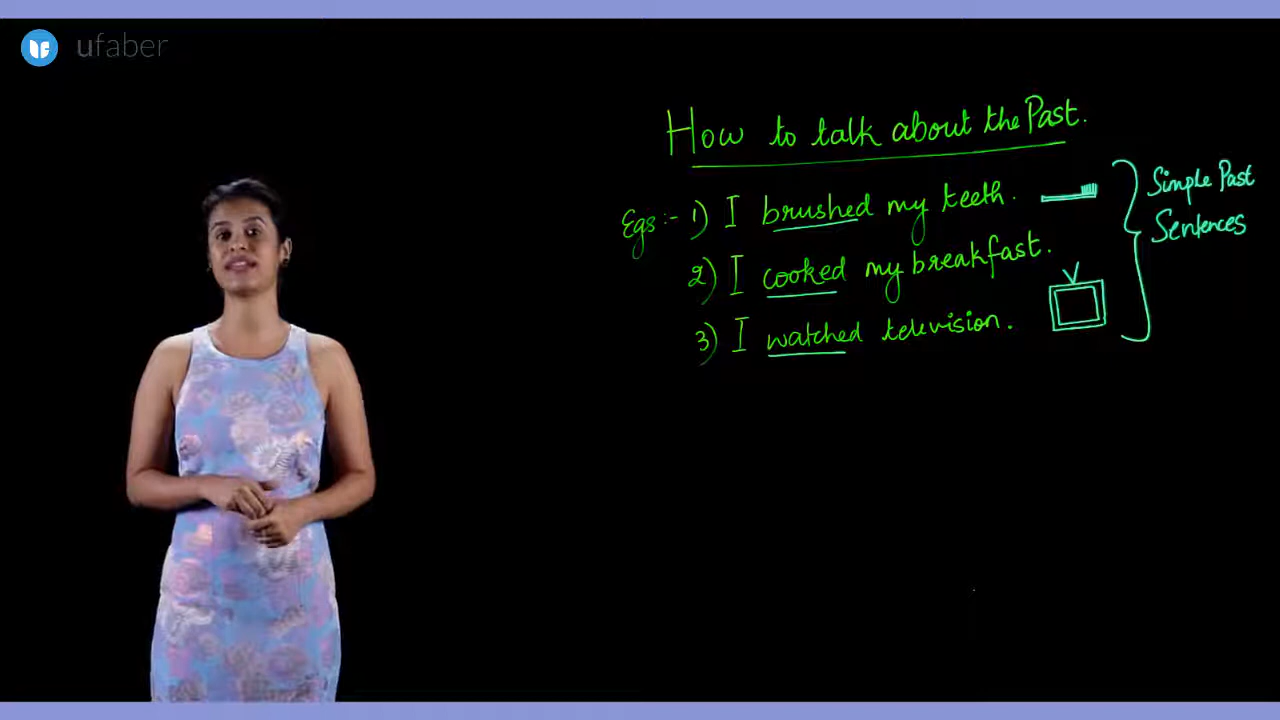 ufaber
How to talk about the Past.
Egs :- 1) I brushed my teeth.
2) I cooked my breakfast.
3) I watched television.
Simple Past
Sentences